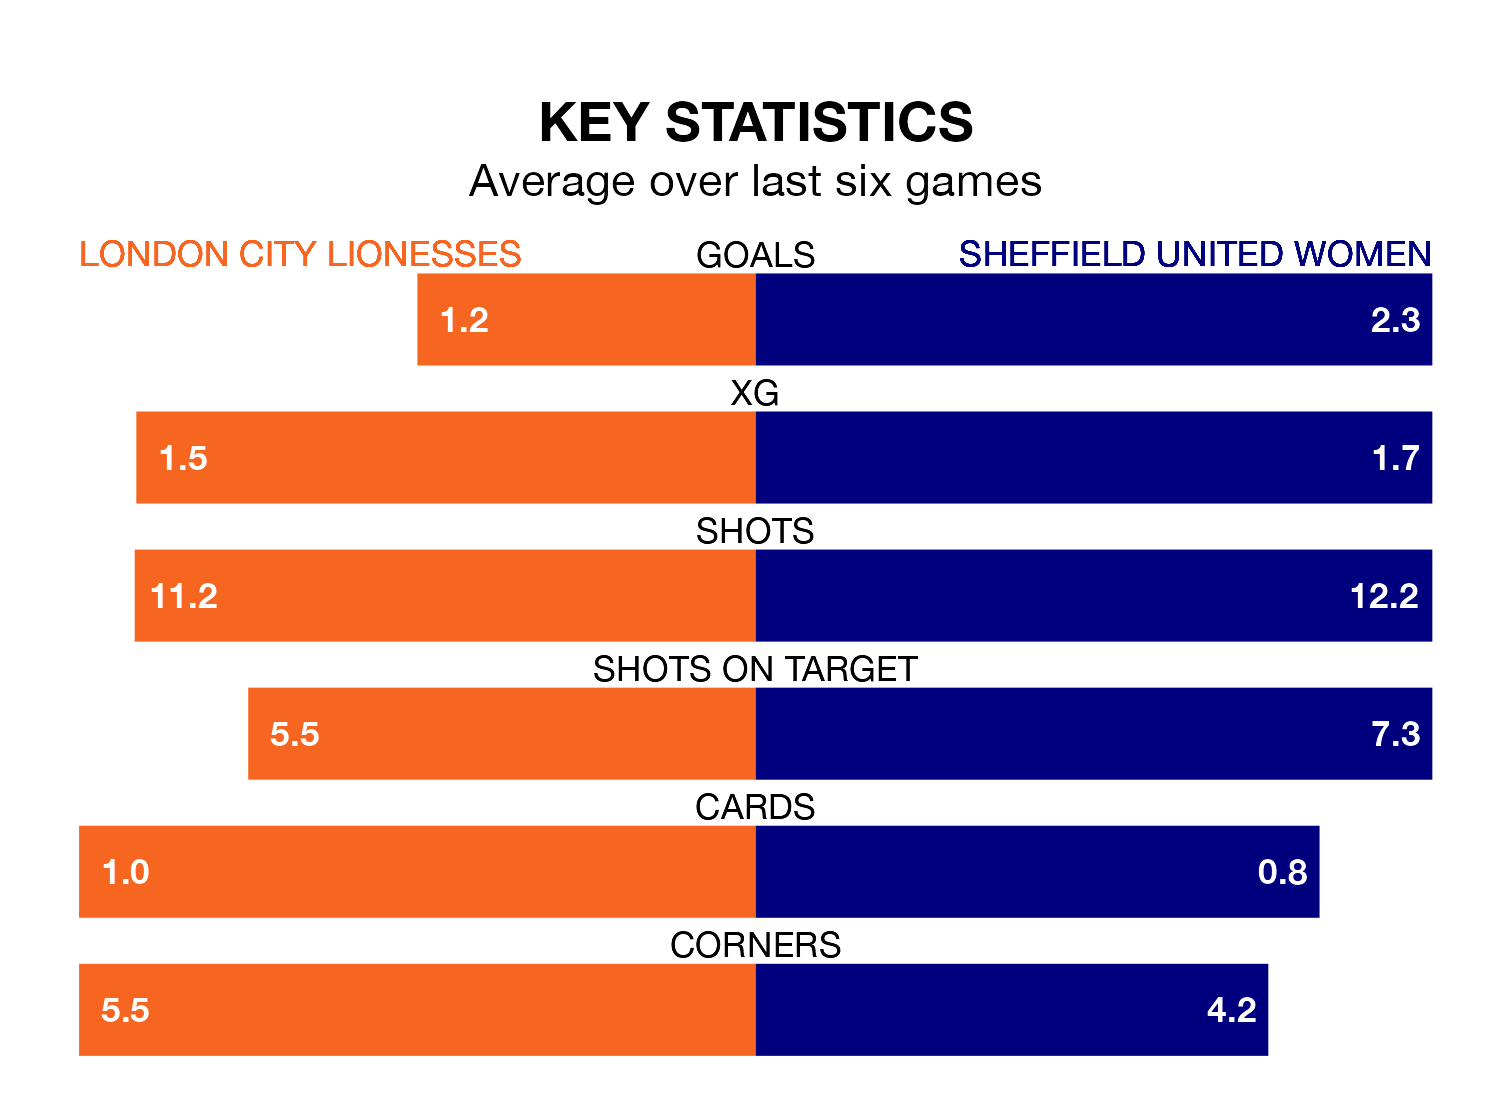 KEY STATISTICS
Average over last six games
LONDON CITY LIONESSES GOALS SHEFFIELD UNITED WOMEN
1.2 2.3
XG
1.5 1.7
SHOTS
11.2 12.2
SHOTS ON TARGET
5.5 7.3
CARDS
1.0 0.8
CORNERS
5.5 4.2